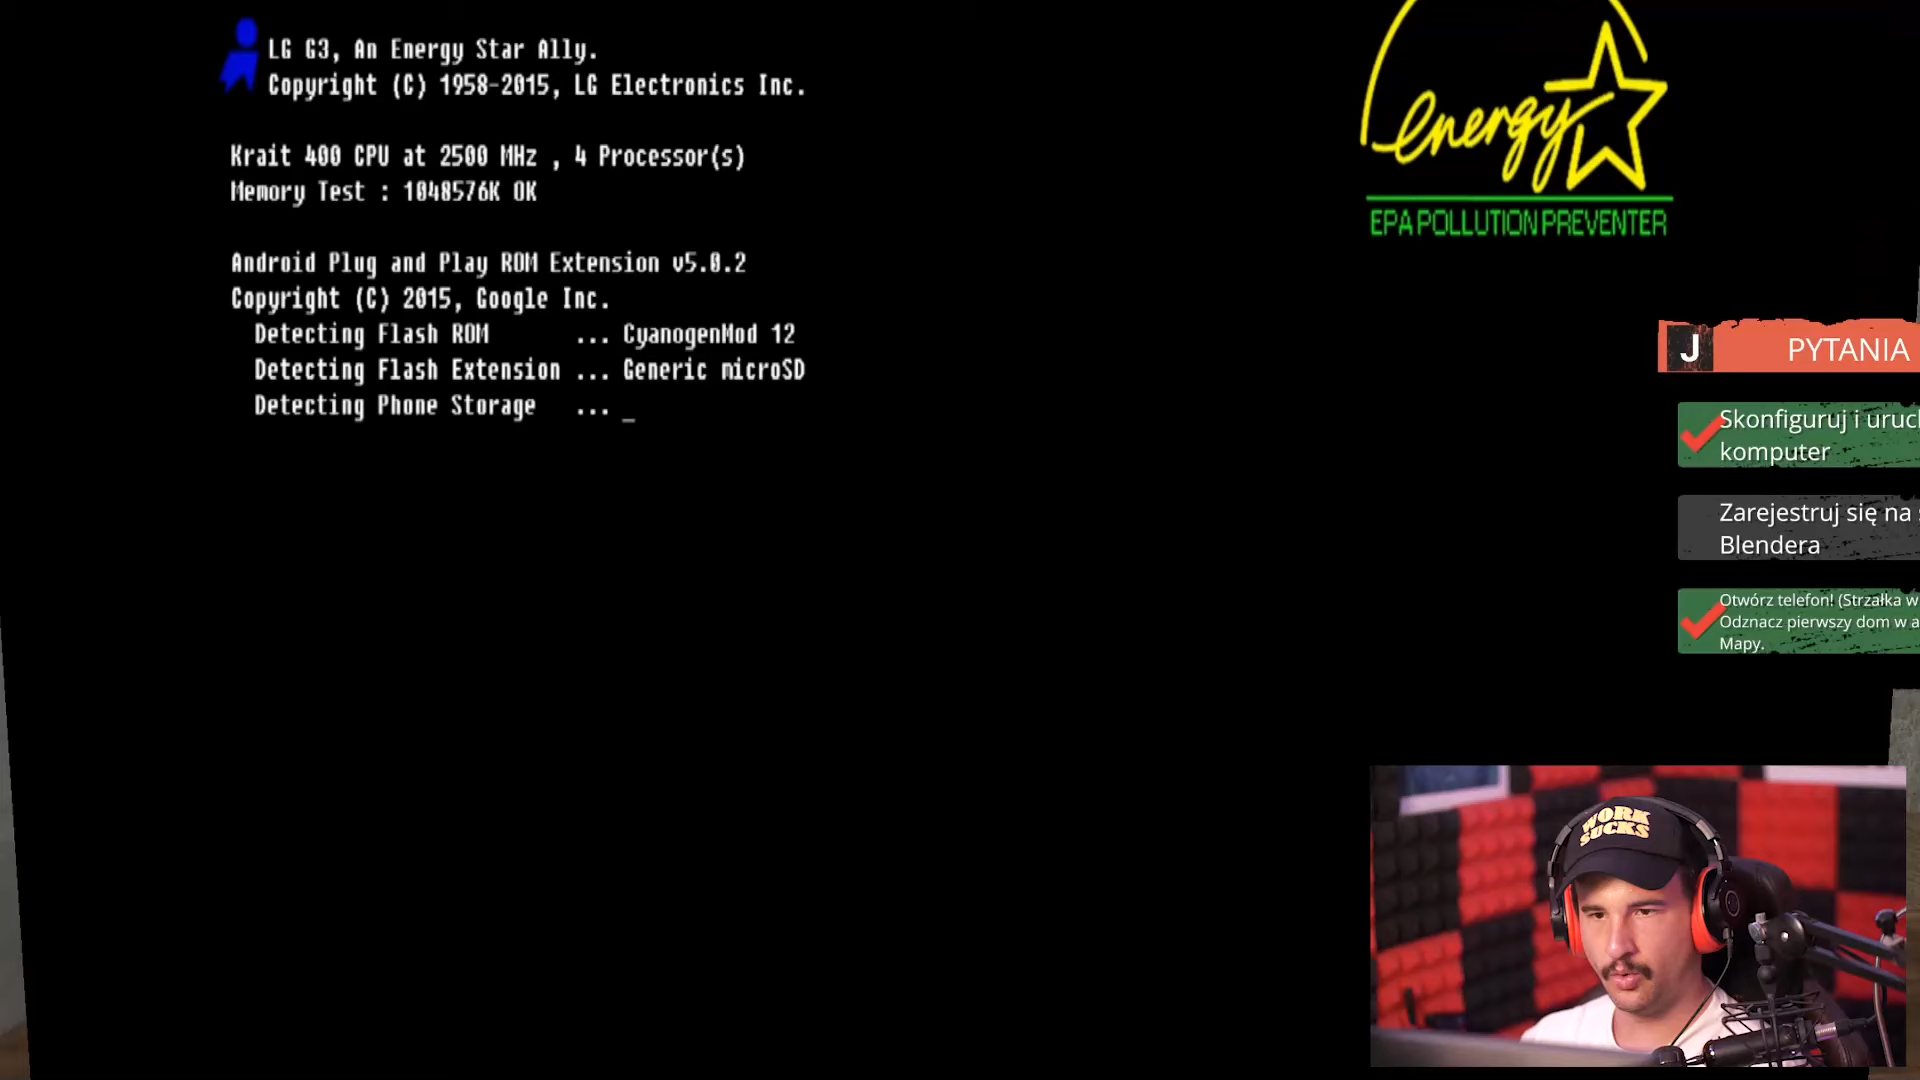 LG G3, An Energy Star Ally.
Copyright (C) 1958-2015, LG Electronics Inc.
Krait 400 CPU at 2500 MHz , 4 Processor(s)
Memory Test : 1048576K OK
Android Plug and Play ROM Extension v5.0.2
Copyright (C) 2015, Google Inc.
Detecting Flash ROM ... CyanogenMod 12
Detecting Flash Extension ... Generic microSD
Detecting Phone Storage ... _
energy
EPA POLLUTION PREVENTER
J PYTANIA
Skonfiguruj i uruch
komputer
Zarejestruj się na
Blendera
Otwórz telefon! (Strzałka w
Odznacz pierwszy dom w a
Mapy.
WORK
SUCKS